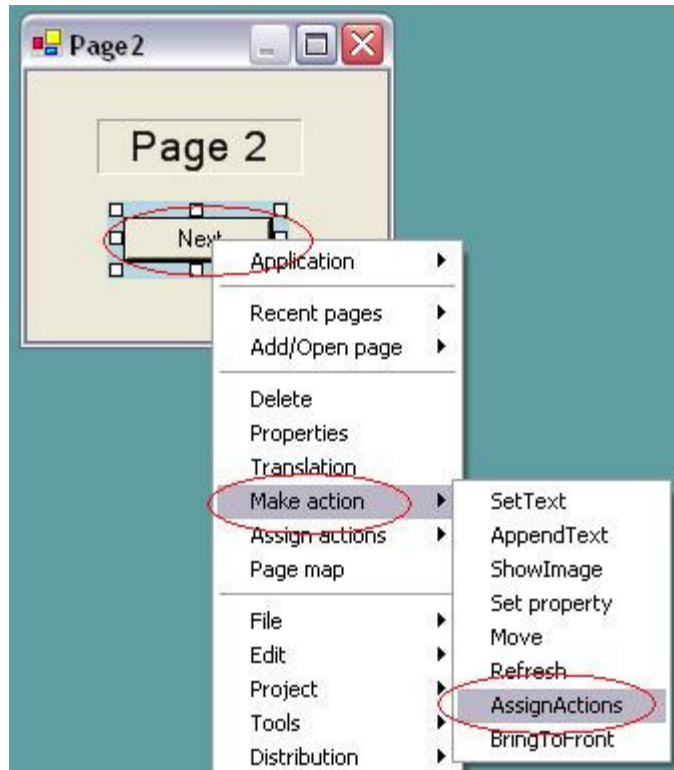 Page2
Page 2
Next
Application
Recent pages
Add/Open page
Delete
Properties
Translation
Make action
Assign actions
Page map
File
Edit
Project
Tools
Distribution
SetText
AppendText
ShowImage
Set property
Move
Refresh
AssignActions
BringToFront